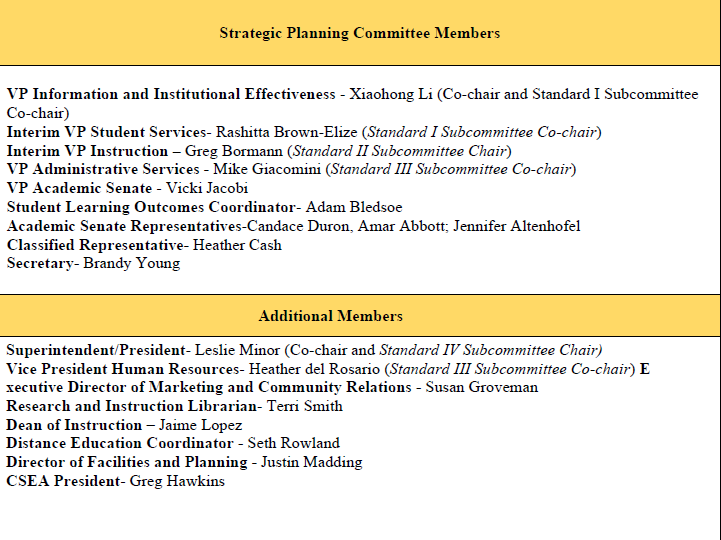 Strategic Planning Committee Members
VP Information and Institutional Effectiveness - Xiaohong Li (Co-chair and Standard I Subcommittee
Co-chair)
Interim VP Student Services- Rashitta Brown-Elize (Standard I Subcommittee Co-chair)
Interim VP Instruction – Greg Bormann (Standard II Subcommittee Chair)
VP Administrative Services - Mike Giacomini (Standard III Subcommittee Co-chair)
VP Academic Senate - Vicki Jacobi
Student Learning Outcomes Coordinator- Adam Bledsoe
Academic Senate Representatives-Candace Duron, Amar Abbott; Jennifer Altenhofel
Classified Representative- Heather Cash
Secretary- Brandy Young
Additional Members
Superintendent/President- Leslie Minor (Co-chair and Standard IV Subcommittee Chair)
Vice President Human Resources- Heather del Rosario (Standard III Subcommittee Co-chair) E
xecutive Director of Marketing and Community Relations - Susan Groveman
Research and Instruction Librarian- Terri Smith
Dean of Instruction – Jaime Lopez
Distance Education Coordinator - Seth Rowland
Director of Facilities and Planning - Justin Madding
CSEA President- Greg Hawkins